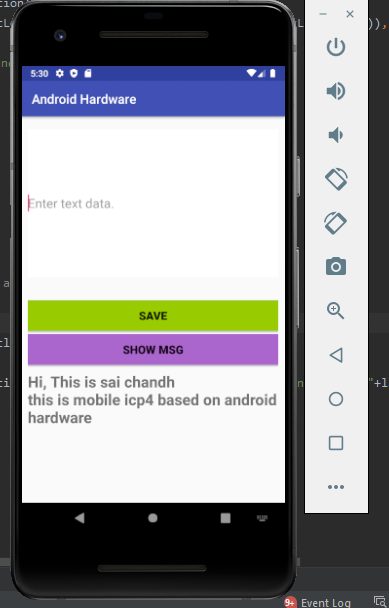 5:30
Android Hardware
Enter text data.
SAVE
SHOW MSG
Hi, This is sai chandh
this is mobile icp4 based on android
hardware
9+ Event Log